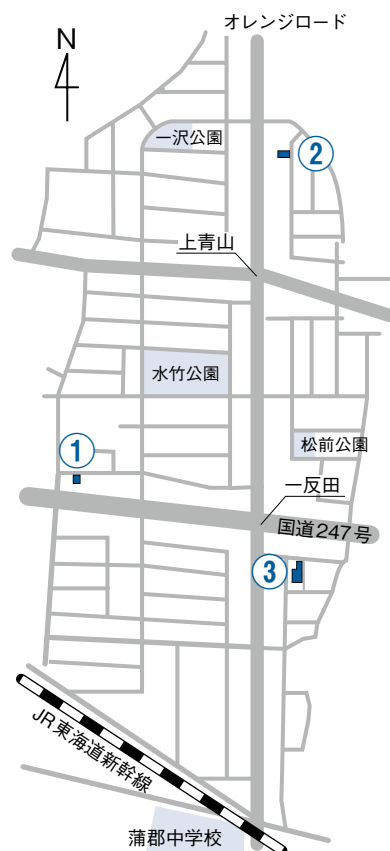 オレンジロード
N
一沢公園
②
上青山
水竹公園
①
松前公園
一反田
国道247号
③
JR東海道新幹線
蒲郡中学校